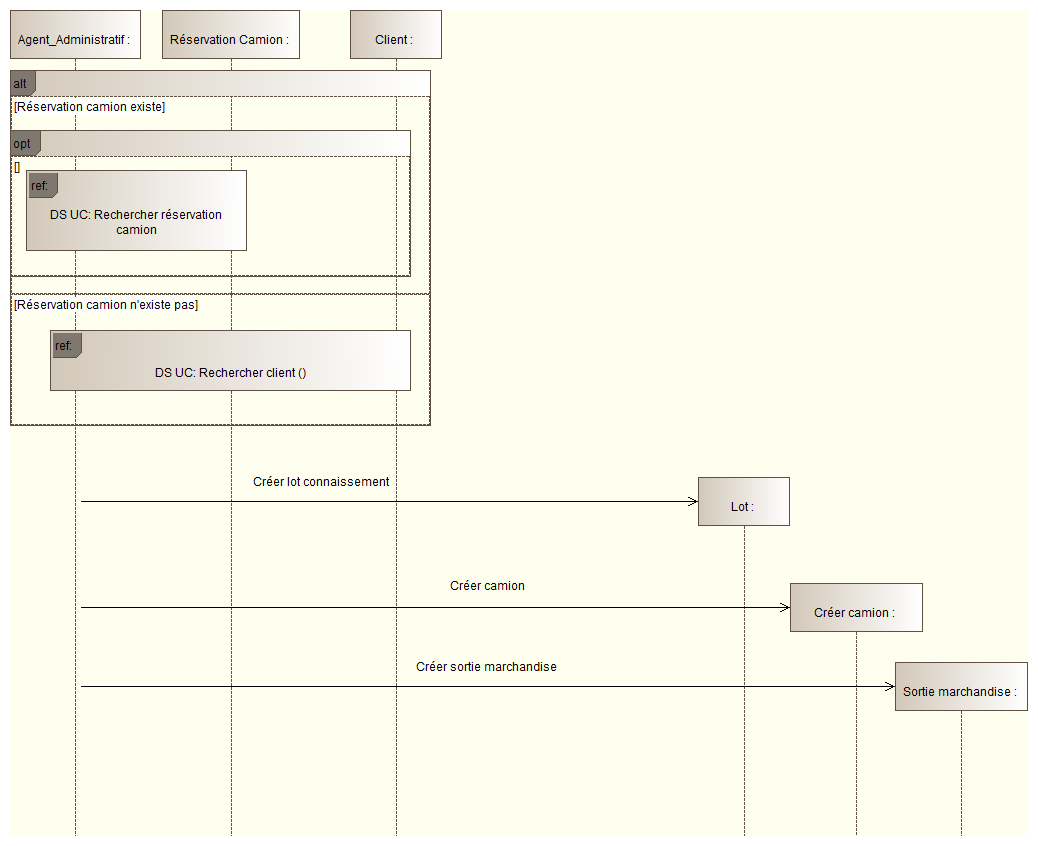 Agent_Administratif :
Réservation Camion :
Client :
alt
[Réservation camion existe]
opt
[]
ref:
DS UC: Rechercher réservation
camion
[Réservation camion n'existe pas]
ref:
DS UC: Rechercher client ()
Créer lot connaissement
Lot :
Créer camion
Créer camion :
Créer sortie marchandise
Sortie marchandise :